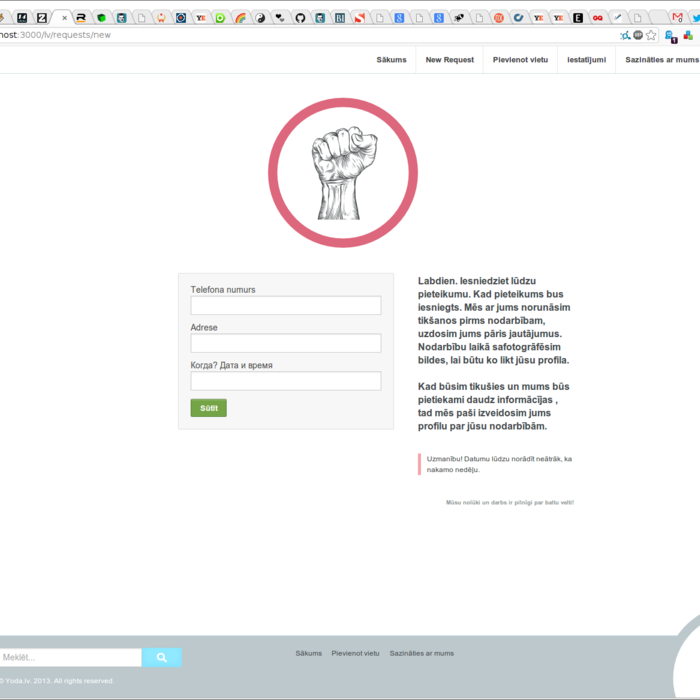 host:3000/lv/requests/new
Sākums New Request Pievienot vietu Iestatījumi Sazināties ar mums
Telefona numurs
Adrese
Когда? Дата и время
Sūtīt
Labdien. Iesniedziet lūdzu
pieteikumu. Kad pieteikums bus
iesniegts. Mēs ar jums norunāsim
tikšanos pirms nodarbībam,
uzdosim jums pāris jautājumus.
Nodarbību laikā safotogrāfēsim
bildes, lai būtu ko likt jūsu profila.
Kad būsim tikušies un mums būs
pietiekami daudz informācijas ,
tad mēs paši izveidosim jums
profilu par jūsu nodarbībām.
Uzmanību! Datumu lūdzu norādīt neātrāk, ka
nakamo nedēju.
Mūsu nolūki un darbs ir pilnīgi par baltu velti!
Meklēt...
Sākums Pievienot vietu Sazināties ar mums
© Yoda.lv. 2013. All rights reserved.